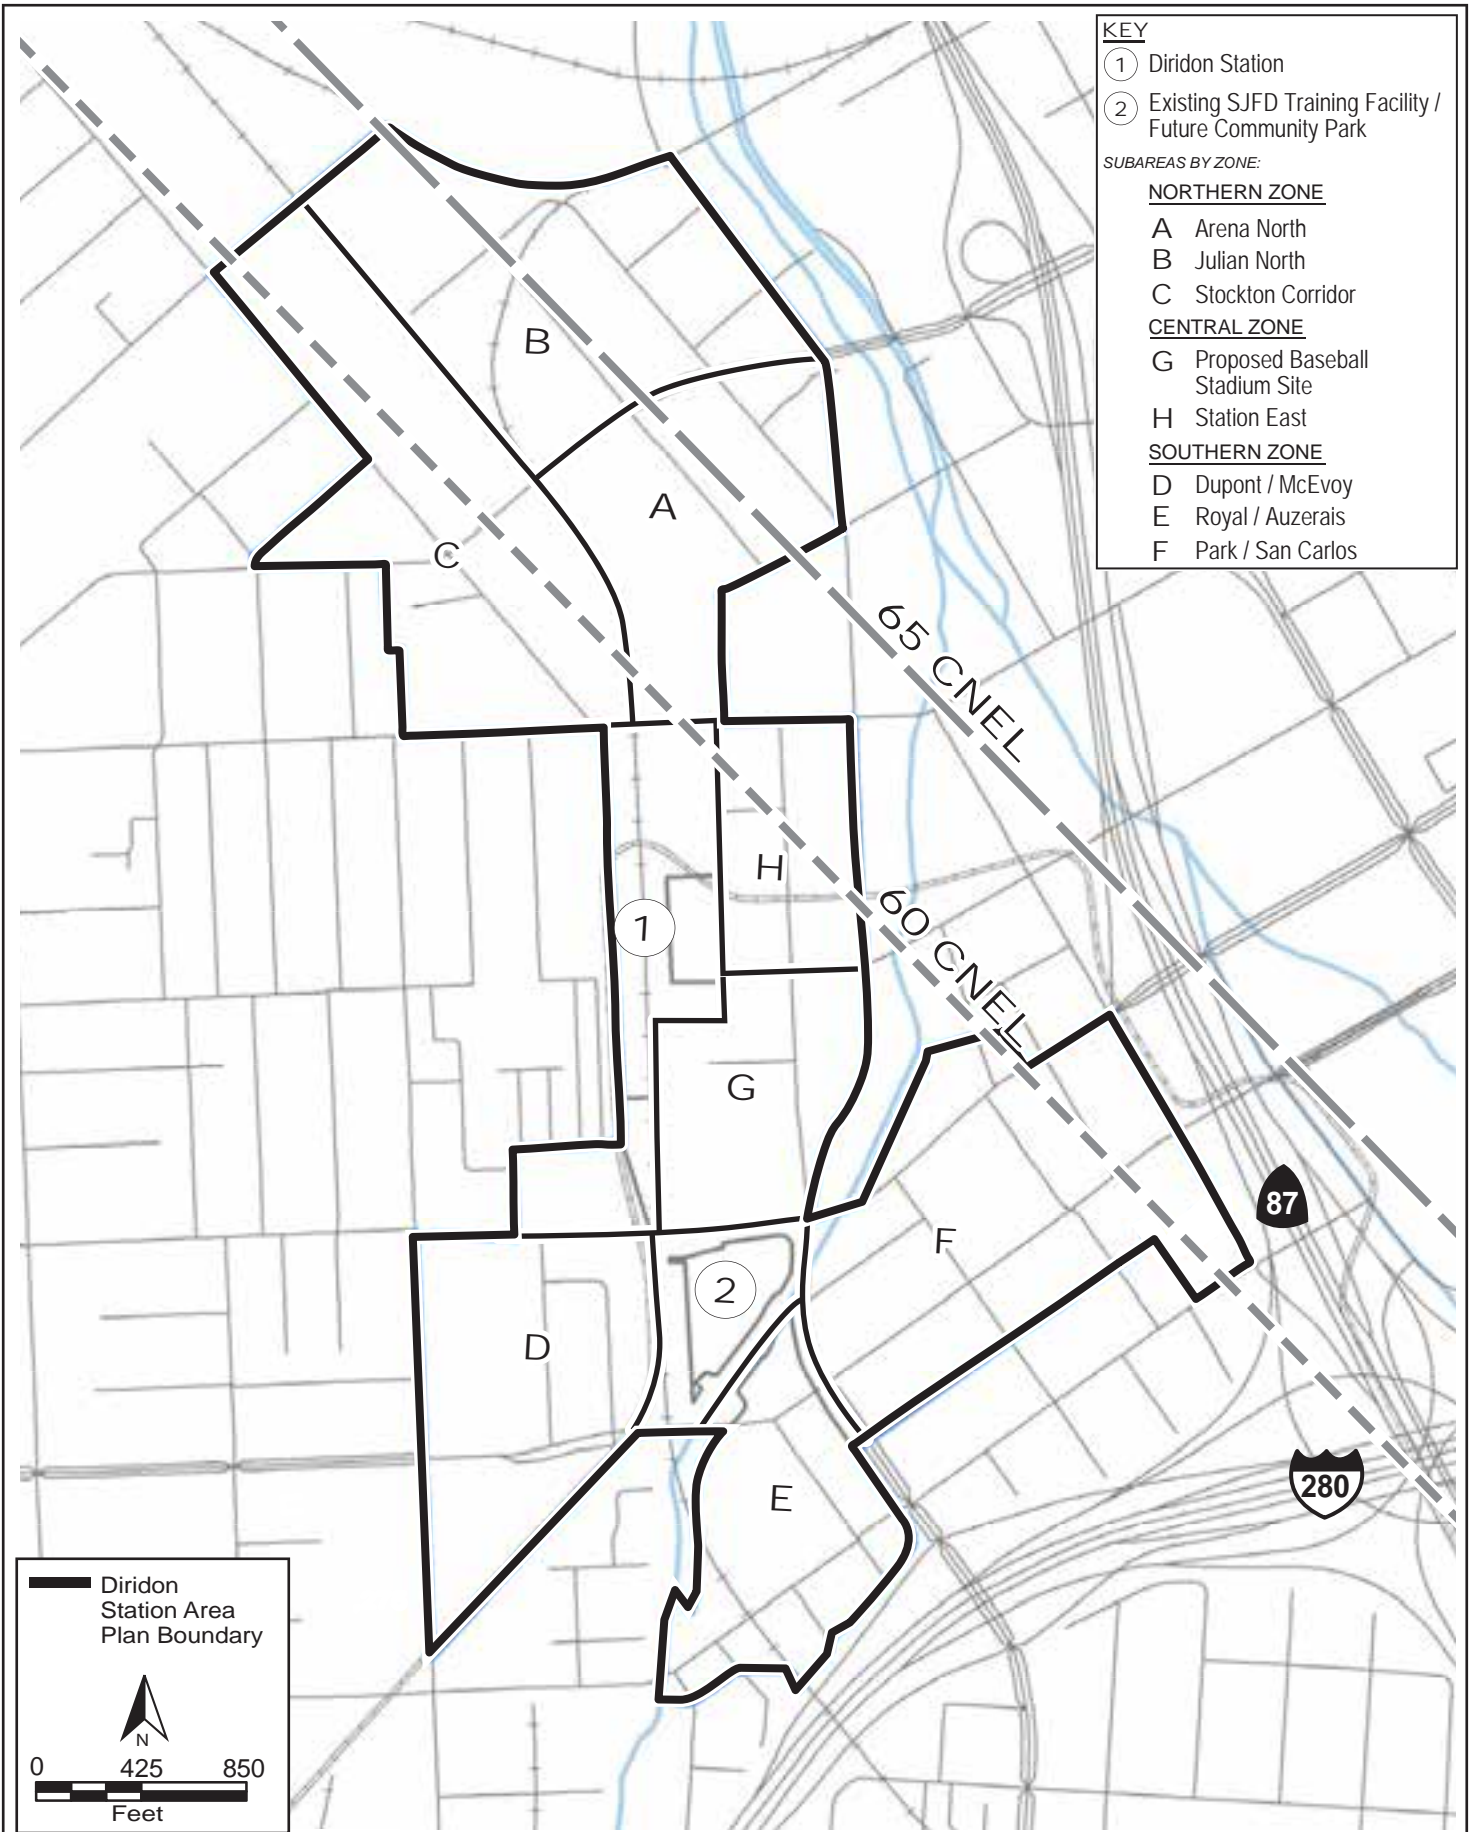 KEY
1 Diridon Station
2 Existing SJFD Training Facility /
Future Community Park
SUBAREAS BY ZONE:
NORTHERN ZONE
A Arena North
B Julian North
C Stockton Corridor
CENTRAL ZONE
G Proposed Baseball
Stadium Site
H Station East
SOUTHERN ZONE
D Dupont / McEvoy
E Royal / Auzerais
F Park / San Carlos
B
A
C
65 CNEL
H
1
60 CNEL
G
87
F
2
D
280
E
Diridon
Station Area
Plan Boundary
N
0 425 850
Feet